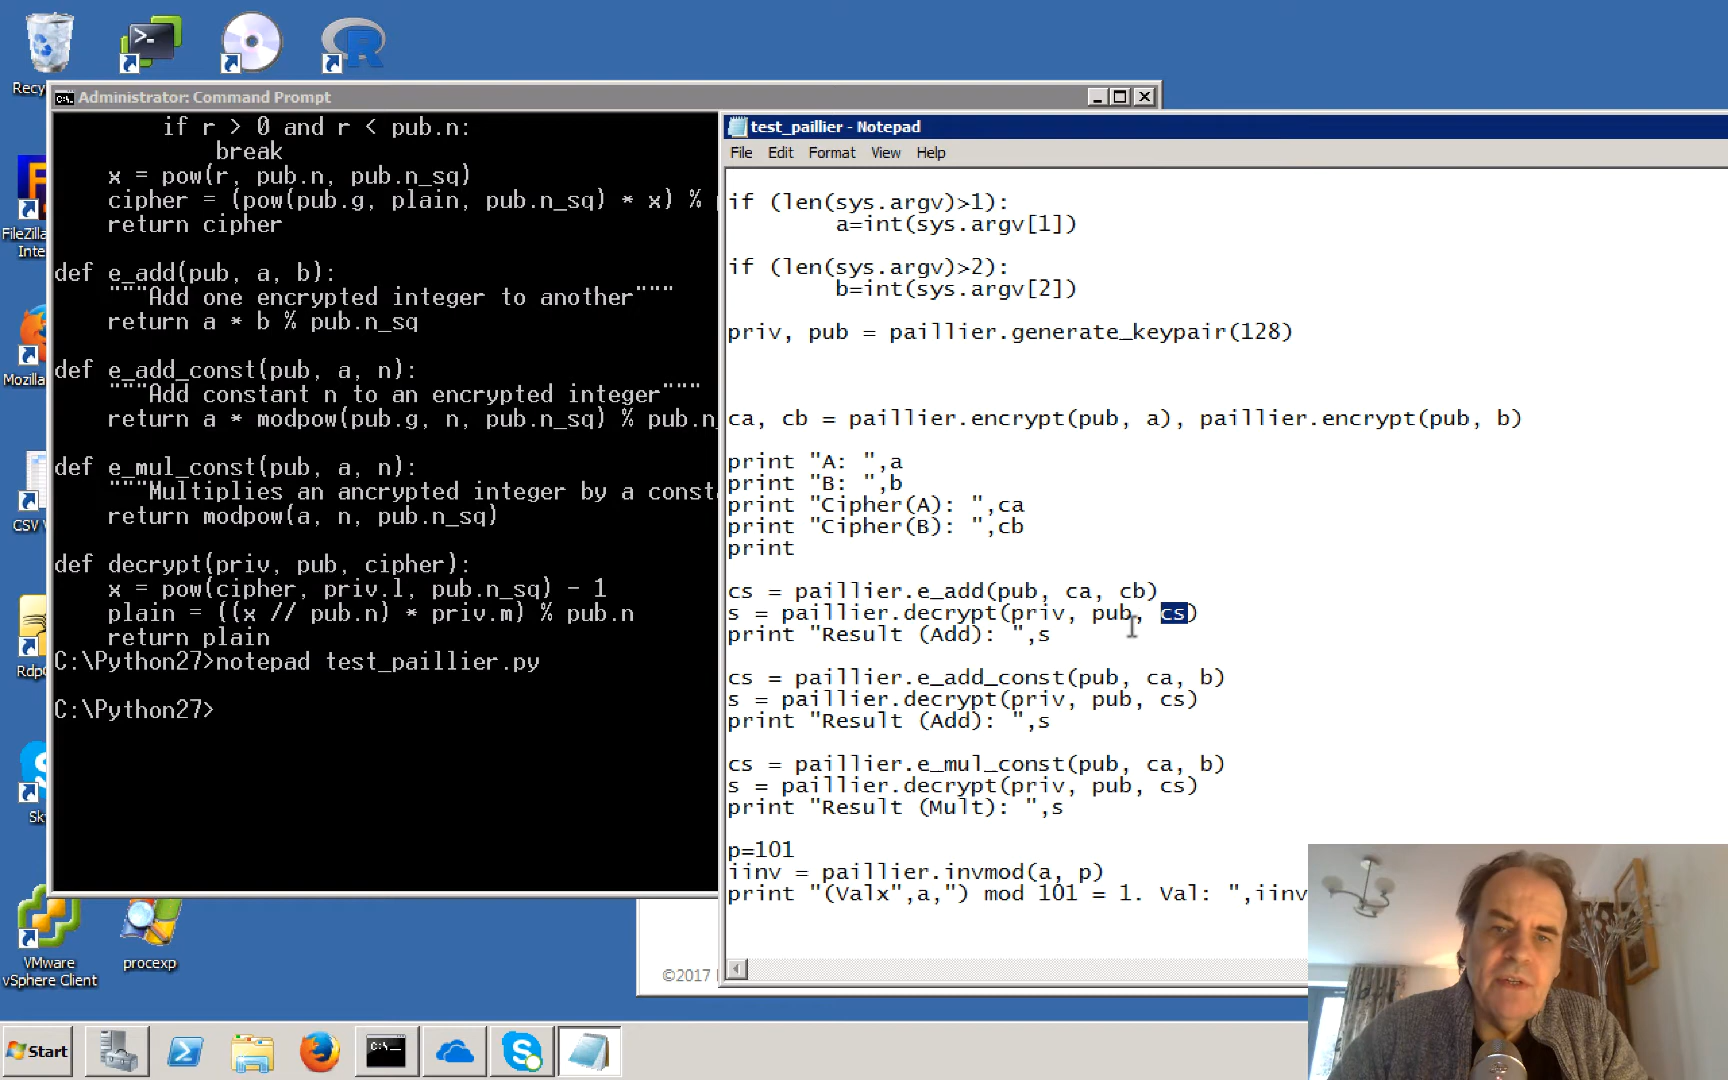 Recy
FileZilla
Inte
Mozilla
CSV V
Rdp
Sk
VMware
vSphere Client
procexp
Administrator: Command Prompt
if r > 0 and r < pub.n:
break
x = pow(r, pub.n, pub.n_sq)
cipher = (pow(pub.g, plain, pub.n_sq) * x) %
return cipher
def e_add(pub, a, b):
"""Add one encrypted integer to another"""
return a * b % pub.n_sq
def e_add_const(pub, a, n):
"""Add constant n to an encrypted integer"""
return a * modpow(pub.g, n, pub.n_sq) % pub.n_
def e_mul_const(pub, a, n):
"""Multiplies an ancrypted integer by a const
return modpow(a, n, pub.n_sq)
def decrypt(priv, pub, cipher):
x = pow(cipher, priv.l, pub.n_sq) - 1
plain = ((x // pub.n) * priv.m) % pub.n
return plain
C:\Python27>notepad test_paillier.py
C:\Python27>
test_paillier - Notepad
File Edit Format View Help
if (len(sys.argv)>1):
a=int(sys.argv[1])
if (len(sys.argv)>2):
b=int(sys.argv[2])
priv, pub = paillier.generate_keypair(128)
ca, cb = paillier.encrypt(pub, a), paillier.encrypt(pub, b)
print "A: ",a
print "B: ",b
print "Cipher(A): ",ca
print "Cipher(B): ",cb
print
cs = paillier.e_add(pub, ca, cb)
s = paillier.decrypt(priv, pub, cs)
print "Result (Add): ",s
cs = paillier.e_add_const(pub, ca, b)
s = paillier.decrypt(priv, pub, cs)
print "Result (Add): ",s
cs = paillier.e_mul_const(pub, ca, b)
s = paillier.decrypt(priv, pub, cs)
print "Result (Mult): ",s
p=101
iinv = paillier.invmod(a, p)
print "(Valx",a,") mod 101 = 1. Val: ",iinv
©2017
Start